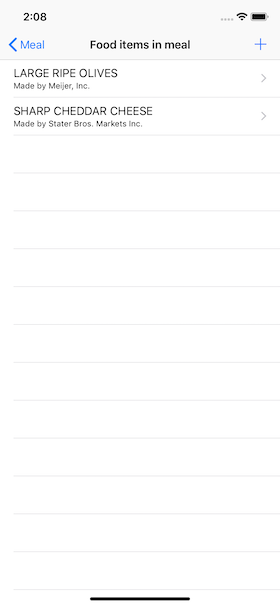 2:08
Meal
Food items in meal
LARGE RIPE OLIVES
Made by Meijer, Inc.
SHARP CHEDDAR CHEESE
Made by Stater Bros. Markets Inc.